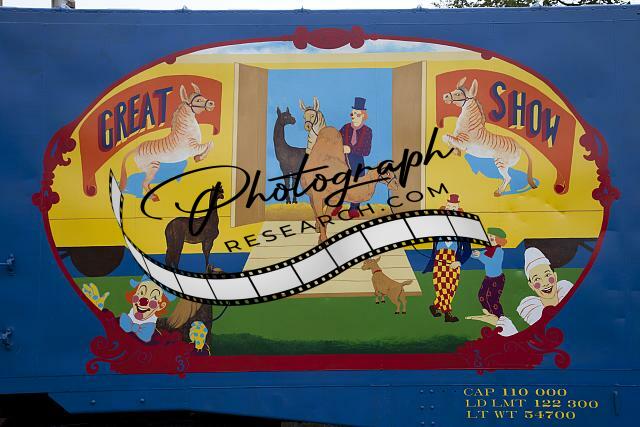 GREAT
SHOW
Photograph
RESEARCH.COM
CAP 110 000
LD LMT 122 300
LT WT 54700